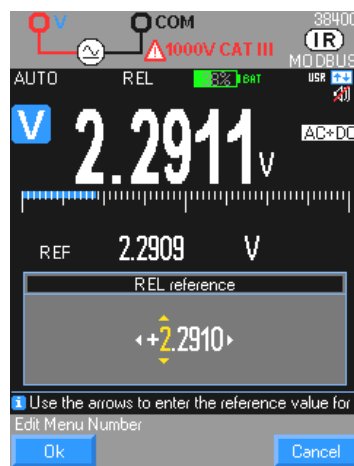 V COM 38400
IR
1000V CAT III
MODBUS
AUTO REL 8% BAT USR
V 2.2911 V AC+DC
REF 2.2909 V
REL reference
+2.2910
Use the arrows to enter the reference value for
Edit Menu Number
Ok Cancel